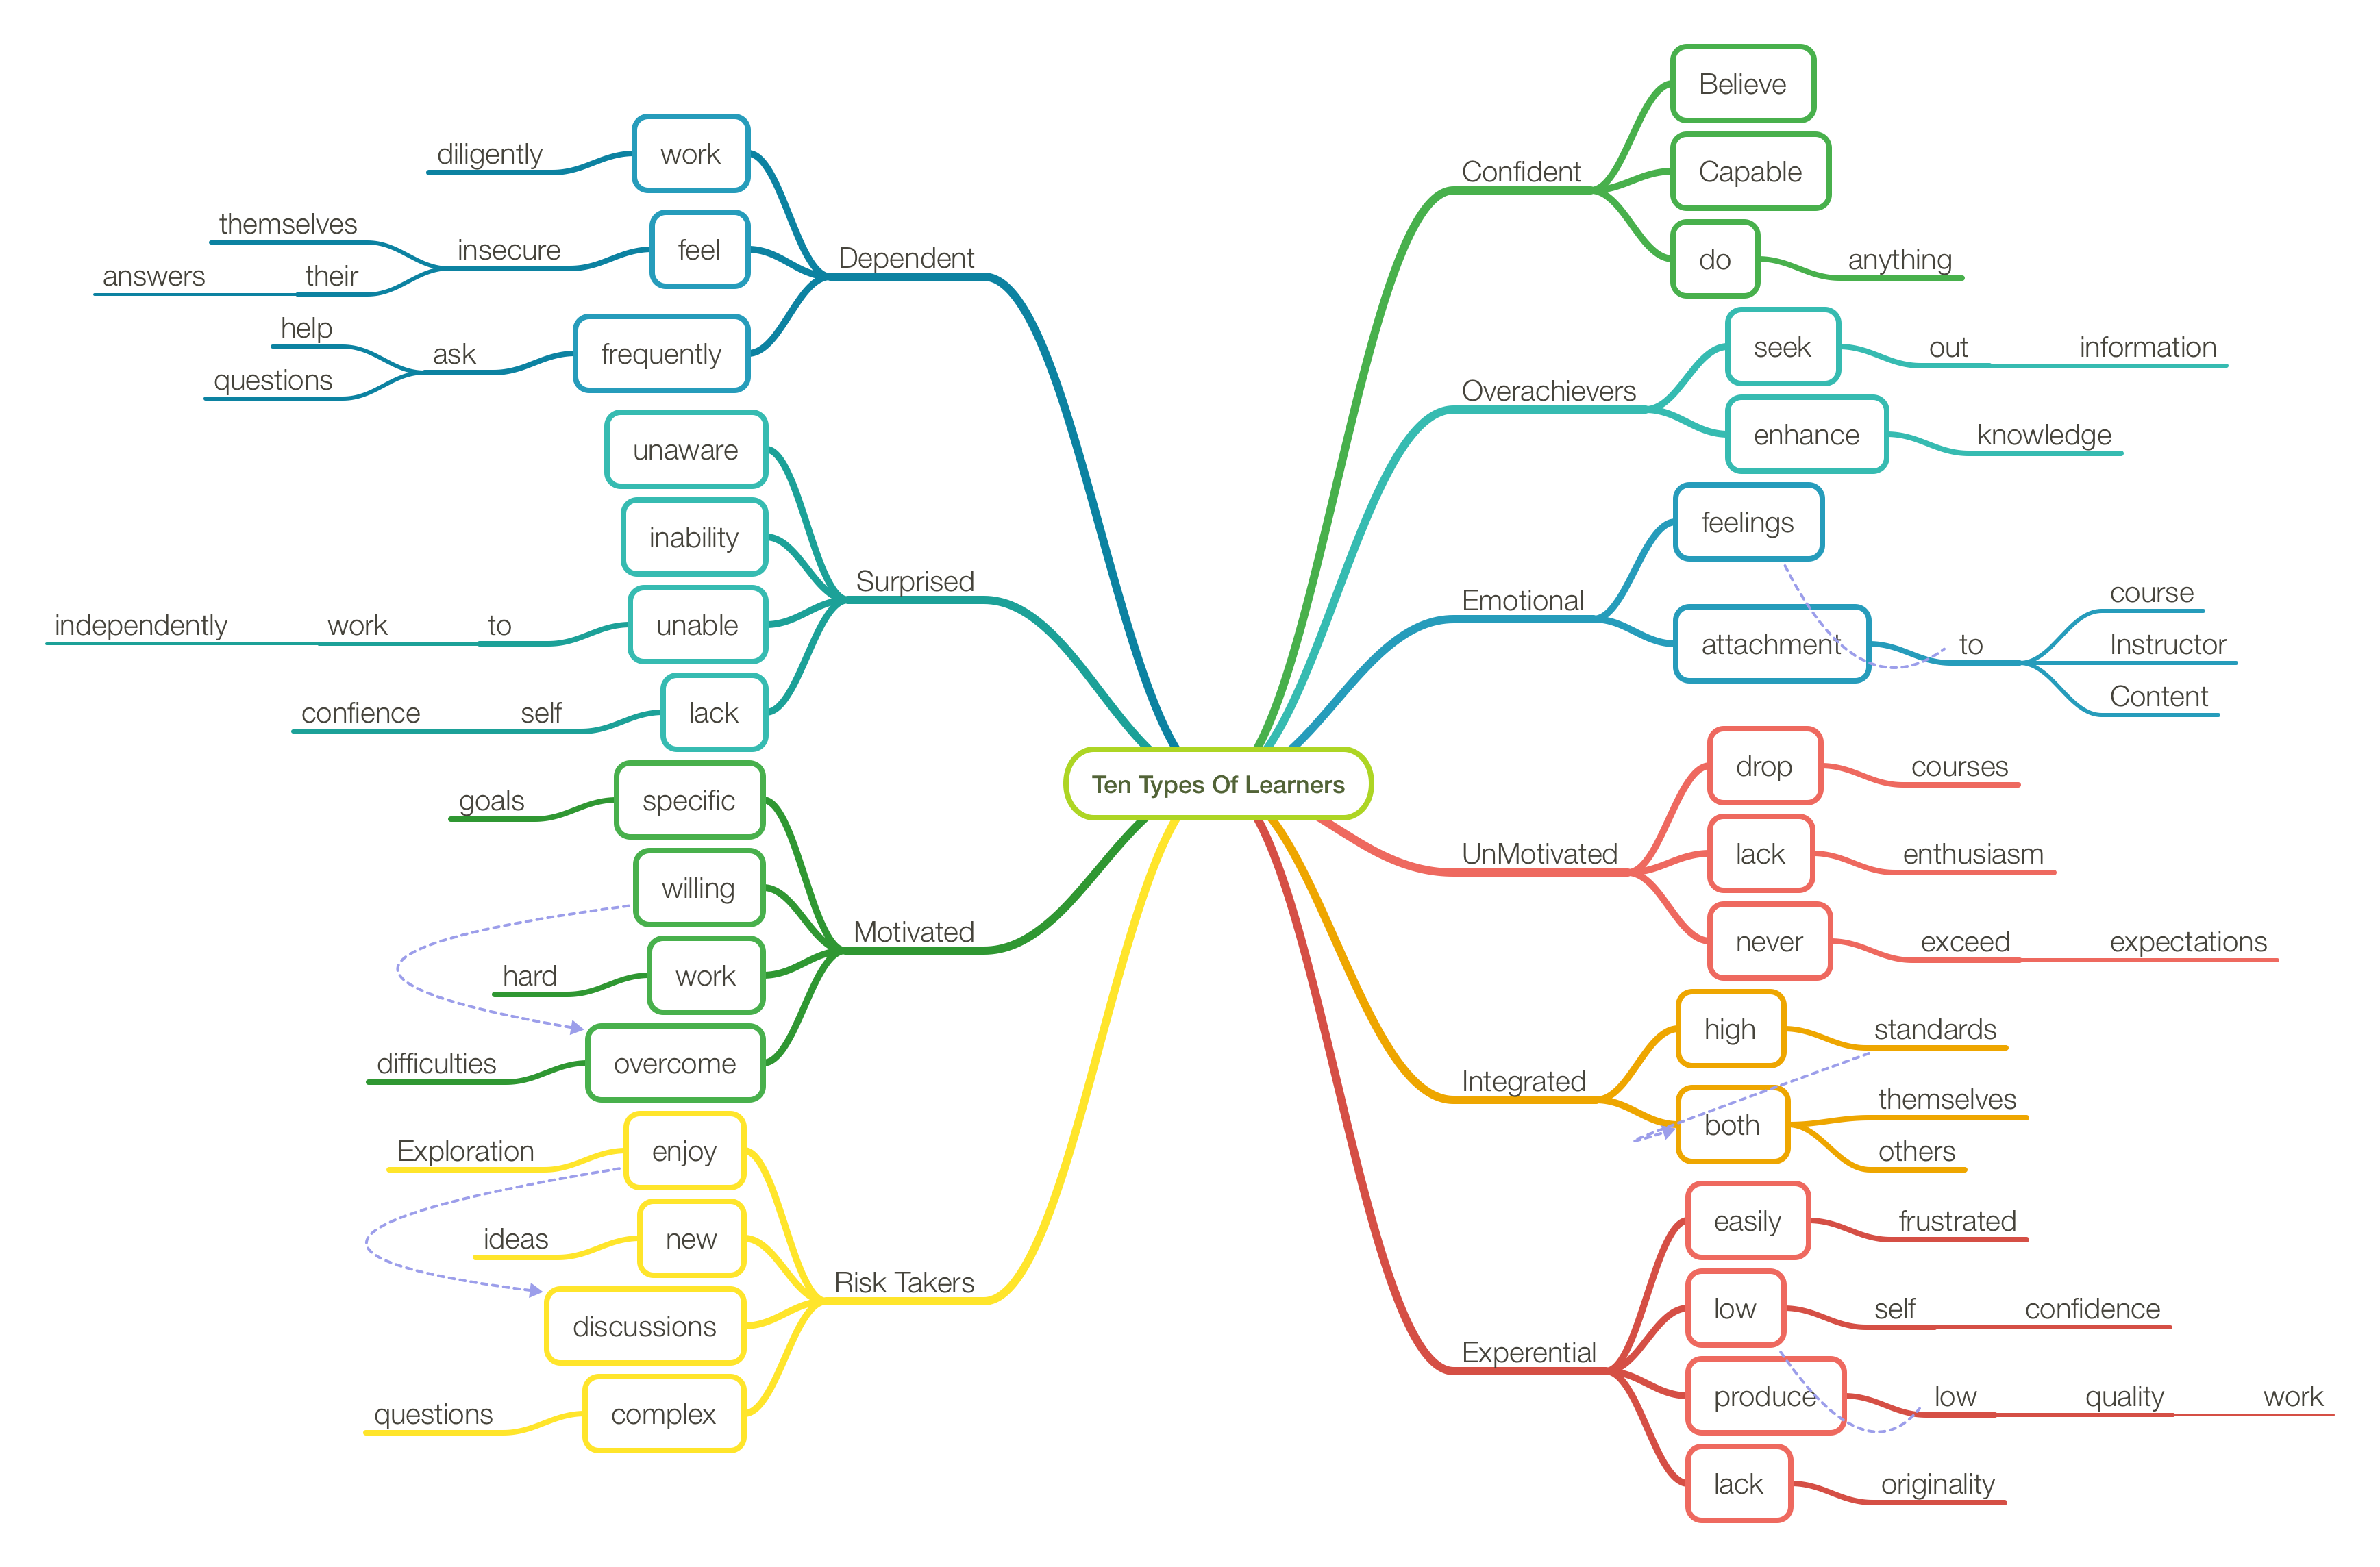 Ten Types Of Learners
Confident
Believe
Capable
do
anything
Overachievers
seek
out
information
enhance
knowledge
Emotional
feelings
attachment
to
course
Instructor
Content
UnMotivated
drop
courses
lack
enthusiasm
never
exceed
expectations
Integrated
high
standards
both
themselves
others
Experential
easily
frustrated
low
self
confidence
produce
low
quality
work
lack
originality
Dependent
work
diligently
feel
insecure
themselves
their
answers
frequently
ask
help
questions
Surprised
unaware
inability
unable
to
work
independently
lack
self
confience
Motivated
specific
goals
willing
work
hard
overcome
difficulties
Risk Takers
enjoy
Exploration
new
ideas
discussions
complex
questions